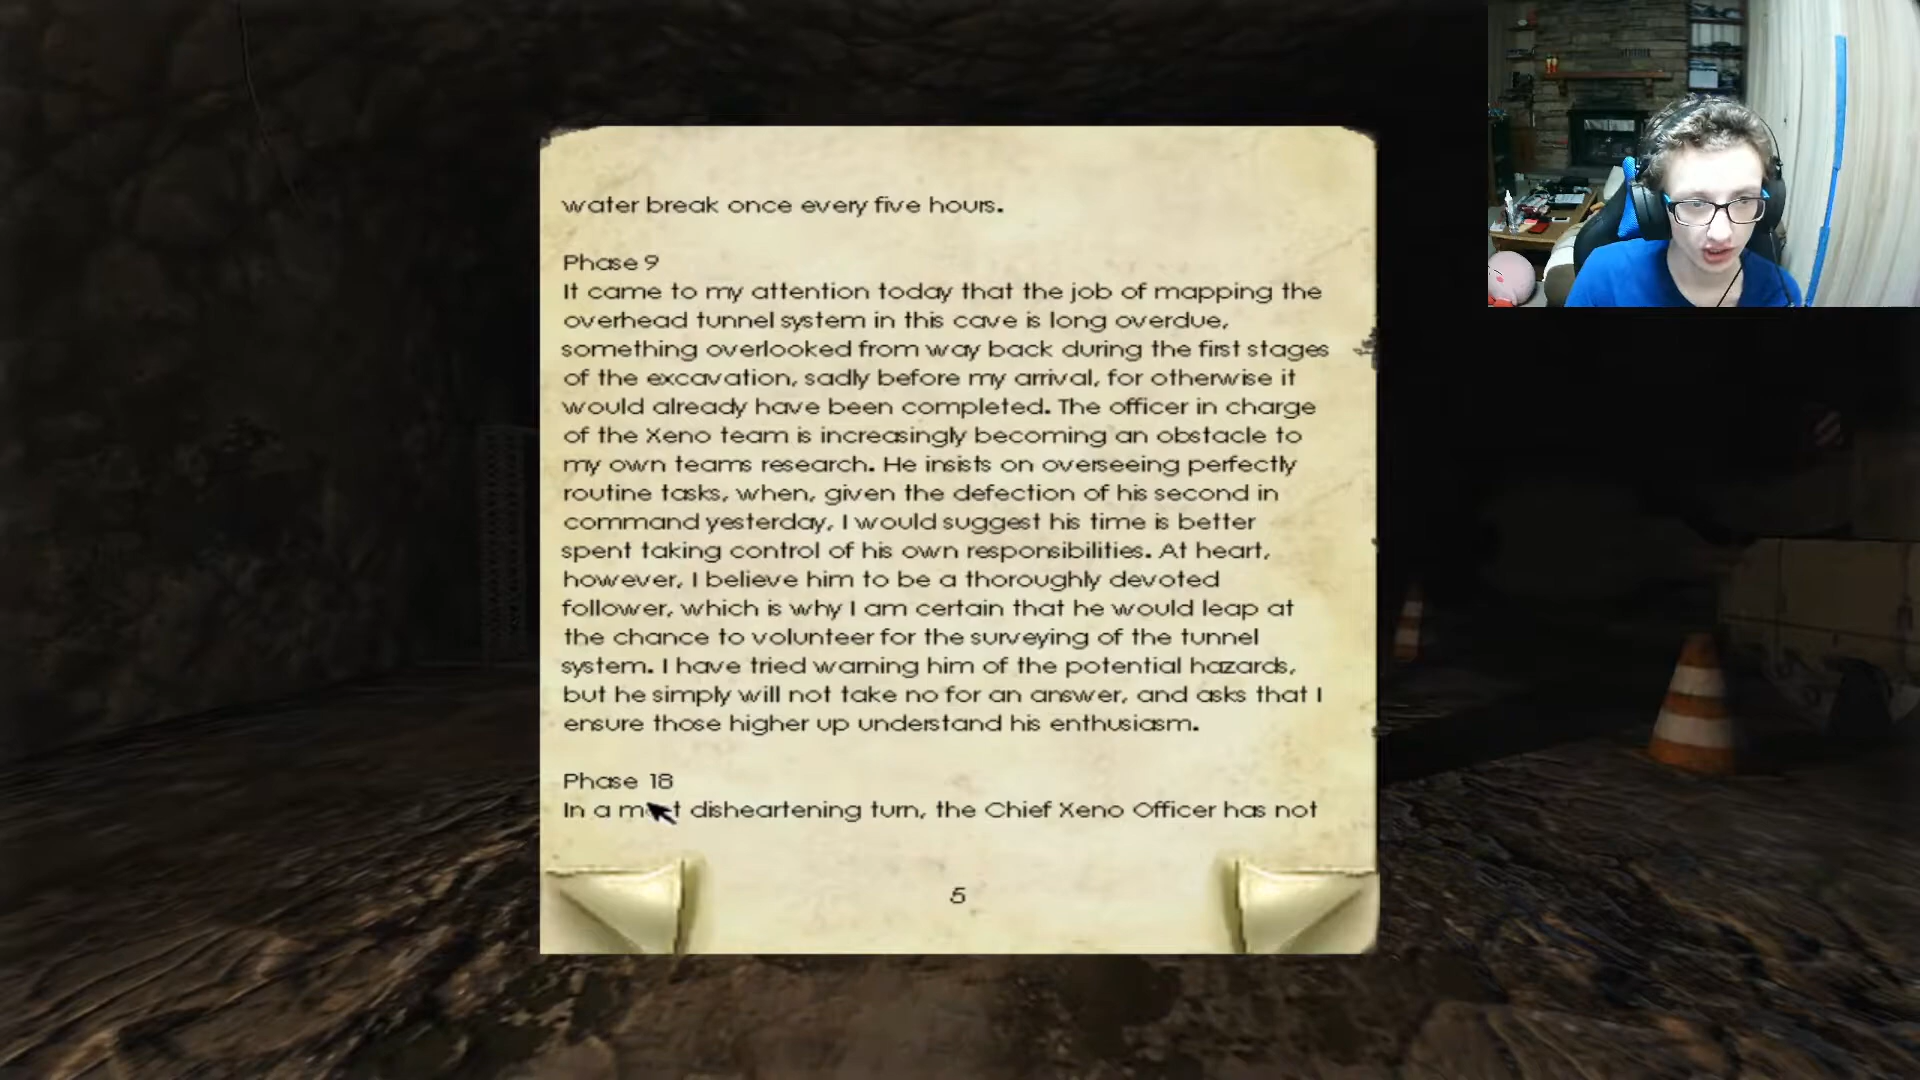 water break once every five hours.
Phase 9
It came to my attention today that the job of mapping the
overhead tunnel system in this cave is long overdue,
something overlooked from way back during the first stages
of the excavation, sadly before my arrival, for otherwise it
would already have been completed. The officer in charge
of the Xeno team is increasingly becoming an obstacle to
my own teams research. He insists on overseeing perfectly
routine tasks, when, given the defection of his second in
command yesterday, I would suggest his time is better
spent taking control of his own responsibilities. At heart,
however, I believe him to be a thoroughly devoted
follower, which is why I am certain that he would leap at
the chance to volunteer for the surveying of the tunnel
system. I have tried warning him of the potential hazards,
but he simply will not take no for an answer, and asks that I
ensure those higher up understand his enthusiasm.
Phase 18
In a most disheartening turn, the Chief Xeno Officer has not
5